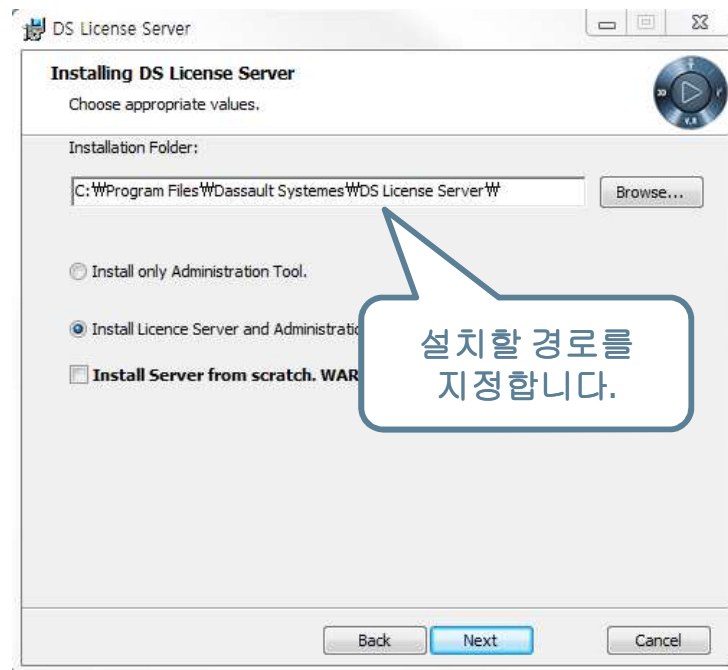 DS License Server
Installing DS License Server
Choose appropriate values.
Installation Folder:
C:₩Program Files₩Dassault Systemes₩DS License Server₩
Browse...
Install only Administration Tool.
Install Licence Server and Administratio
Install Server from scratch. WAR
설치할 경로를
지정합니다.
Back
Next
Cancel